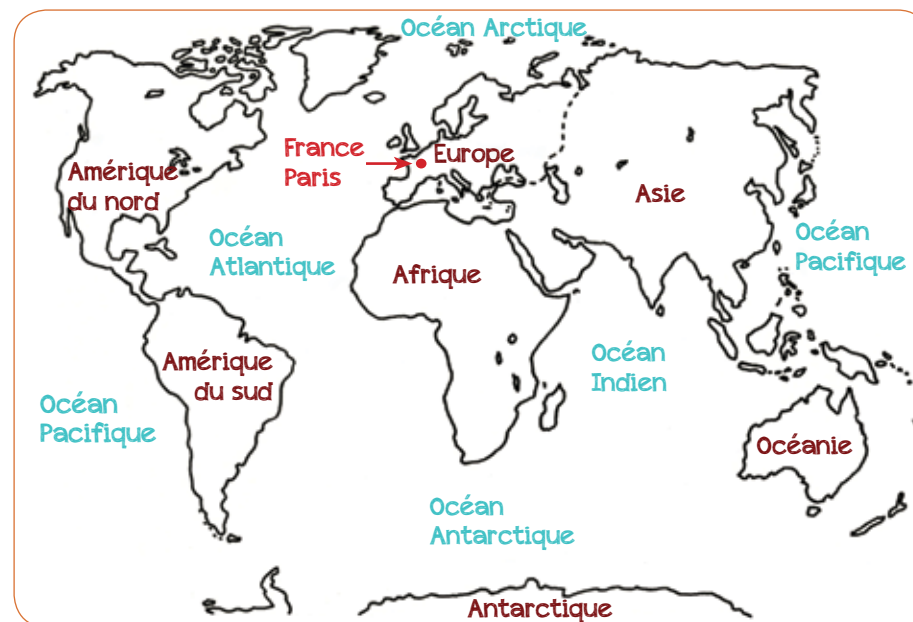 Océan Arctique
France
Paris
Europe
Amérique
du nord
Asie
Océan
Atlantique
Océan
Pacifique
Afrique
Amérique
du sud
Océan
Indien
Océan
Pacifique
Océanie
Océan
Antarctique
Antarctique